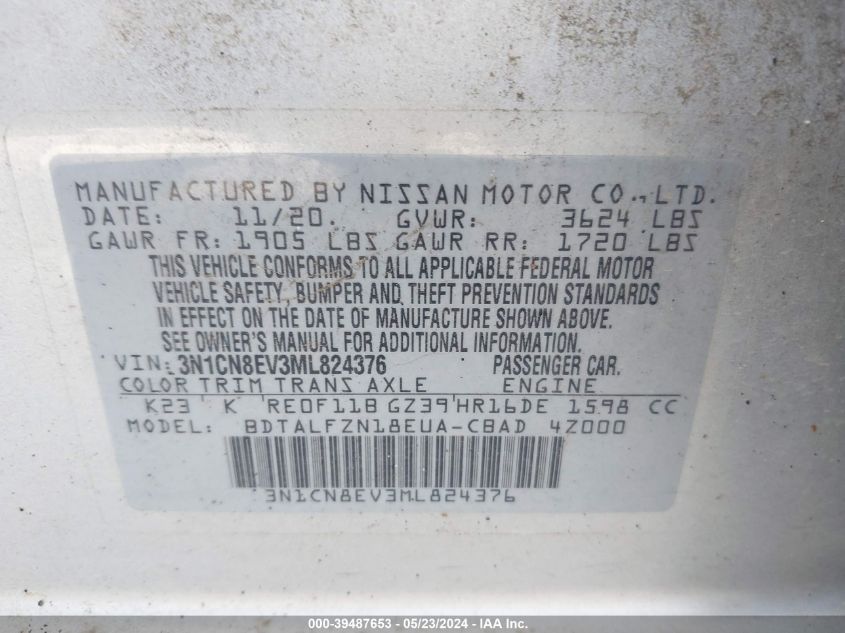 MANUFACTURED BY NISSAN MOTOR CO., LTD.
DATE: 11/20. GVWR: 3624 LBS
GAWR FR: 1905 LBS GAWR RR: 1720 LBS
THIS VEHICLE CONFORMS TO ALL APPLICABLE FEDERAL MOTOR
VEHICLE SAFETY, BUMPER AND THEFT PREVENTION STANDARDS
IN EFFECT ON THE DATE OF MANUFACTURE SHOWN ABOVE.
SEE OWNER'S MANUAL FOR ADDITIONAL INFORMATION.
VIN: 3N1CN8EV3ML824376 PASSENGER CAR.
COLOR TRIM TRANS AXLE ENGINE
K23 K RE0F11B GZ39 HR16DE 1598 CC
MODEL: BDTALFZN18EUA-CBAD 4Z000
3N1CN8EV3ML824376
000-39487653 - 05/23/2024 - IAA Inc.